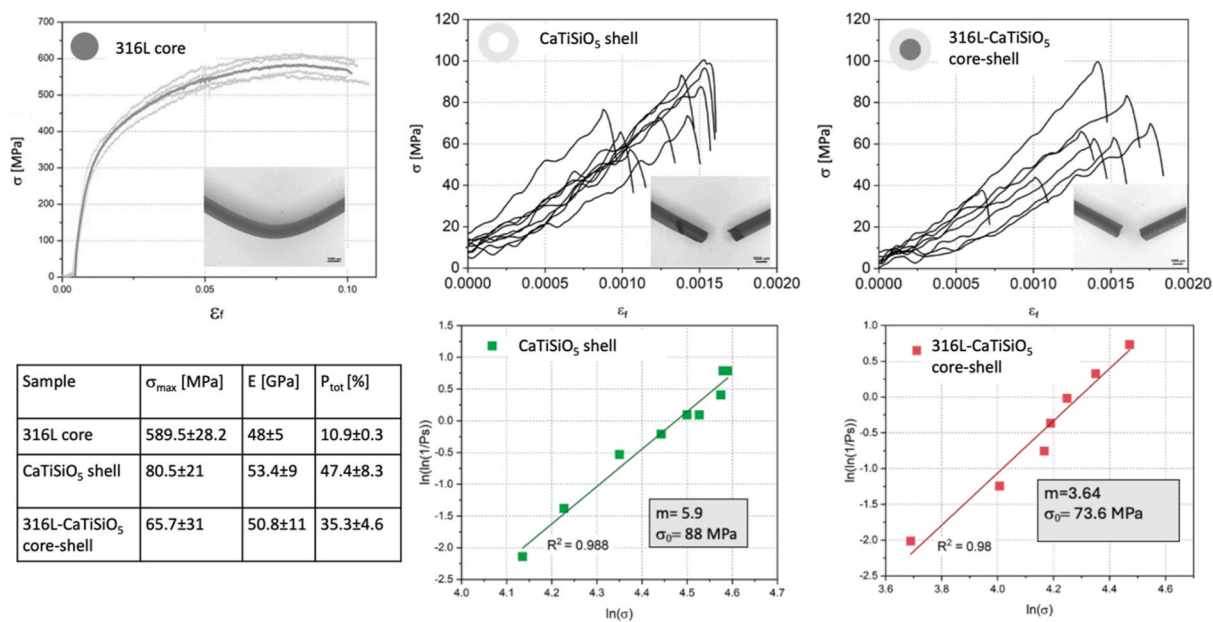 316L core
σ [MPa]
700
600
500
400
300
200
100
0
0.00
0.05
0.10
εf
CaTiSiO5 shell
σ [MPa]
120
100
80
60
40
20
0
0.0000
0.0005
0.0010
0.0015
0.0020
εf
316L-CaTiSiO5
core-shell
σ [MPa]
120
100
80
60
40
20
0
0.0000
0.0005
0.0010
0.0015
0.0020
εf
Sample σmax [MPa] E [GPa] Ptot [%]
316L core 589.5±28.2 48±5 10.9±0.3
CaTiSiO5 shell 80.5±21 53.4±9 47.4±8.3
316L-CaTiSiO5
core-shell 65.7±31 50.8±11 35.3±4.6
CaTiSiO5 shell
ln(ln(1/Ps))
1.5
1.0
0.5
0.0
-0.5
-1.0
-1.5
-2.0
-2.5
m= 5.9
σ0= 88 MPa
R2 = 0.988
4.0
4.1
4.2
4.3
4.4
4.5
4.6
4.7
ln(σ)
316L-CaTiSiO5
core-shell
ln(ln(1/Ps))
1.0
0.5
0.0
-0.5
-1.0
-1.5
-2.0
-2.5
m=3.64
σ0= 73.6 MPa
R2 = 0.98
3.6
3.8
4.0
4.2
4.4
4.6
ln(σ)